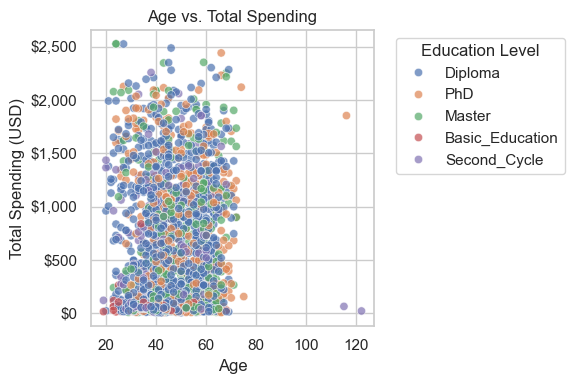 Age vs. Total Spending
Total Spending (USD)
$2,500
$2,000
$1,500
$1,000
$500
$0
20 40 60 80 100 120
Age
Education Level
Diploma
PhD
Master
Basic_Education
Second_Cycle